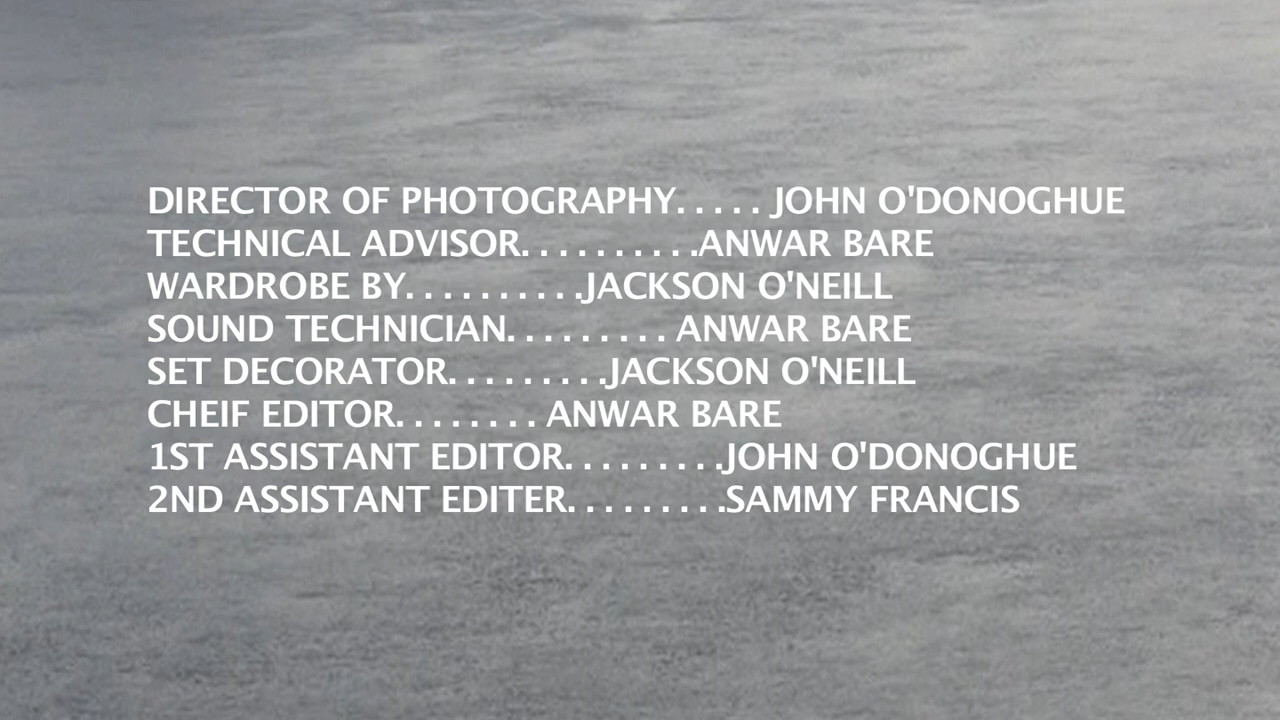 DIRECTOR OF PHOTOGRAPHY. . . . . JOHN O'DONOGHUE
TECHNICAL ADVISOR. . . . . . . . . .ANWAR BARE
WARDROBE BY. . . . . . . . . .JACKSON O'NEILL
SOUND TECHNICIAN. . . . . . . . . ANWAR BARE
SET DECORATOR. . . . . . . . .JACKSON O'NEILL
CHEIF EDITOR. . . . . . . . ANWAR BARE
1ST ASSISTANT EDITOR. . . . . . . . .JOHN O'DONOGHUE
2ND ASSISTANT EDITER. . . . . . . . .SAMMY FRANCIS